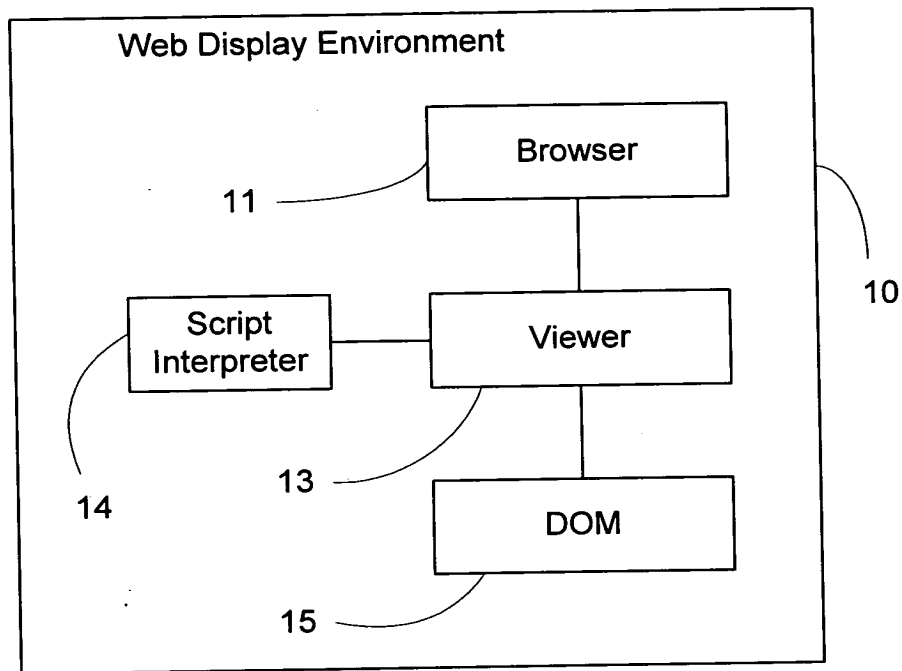 Web Display Environment
Browser
11
10
Script
Interpreter
Viewer
14
13
DOM
15